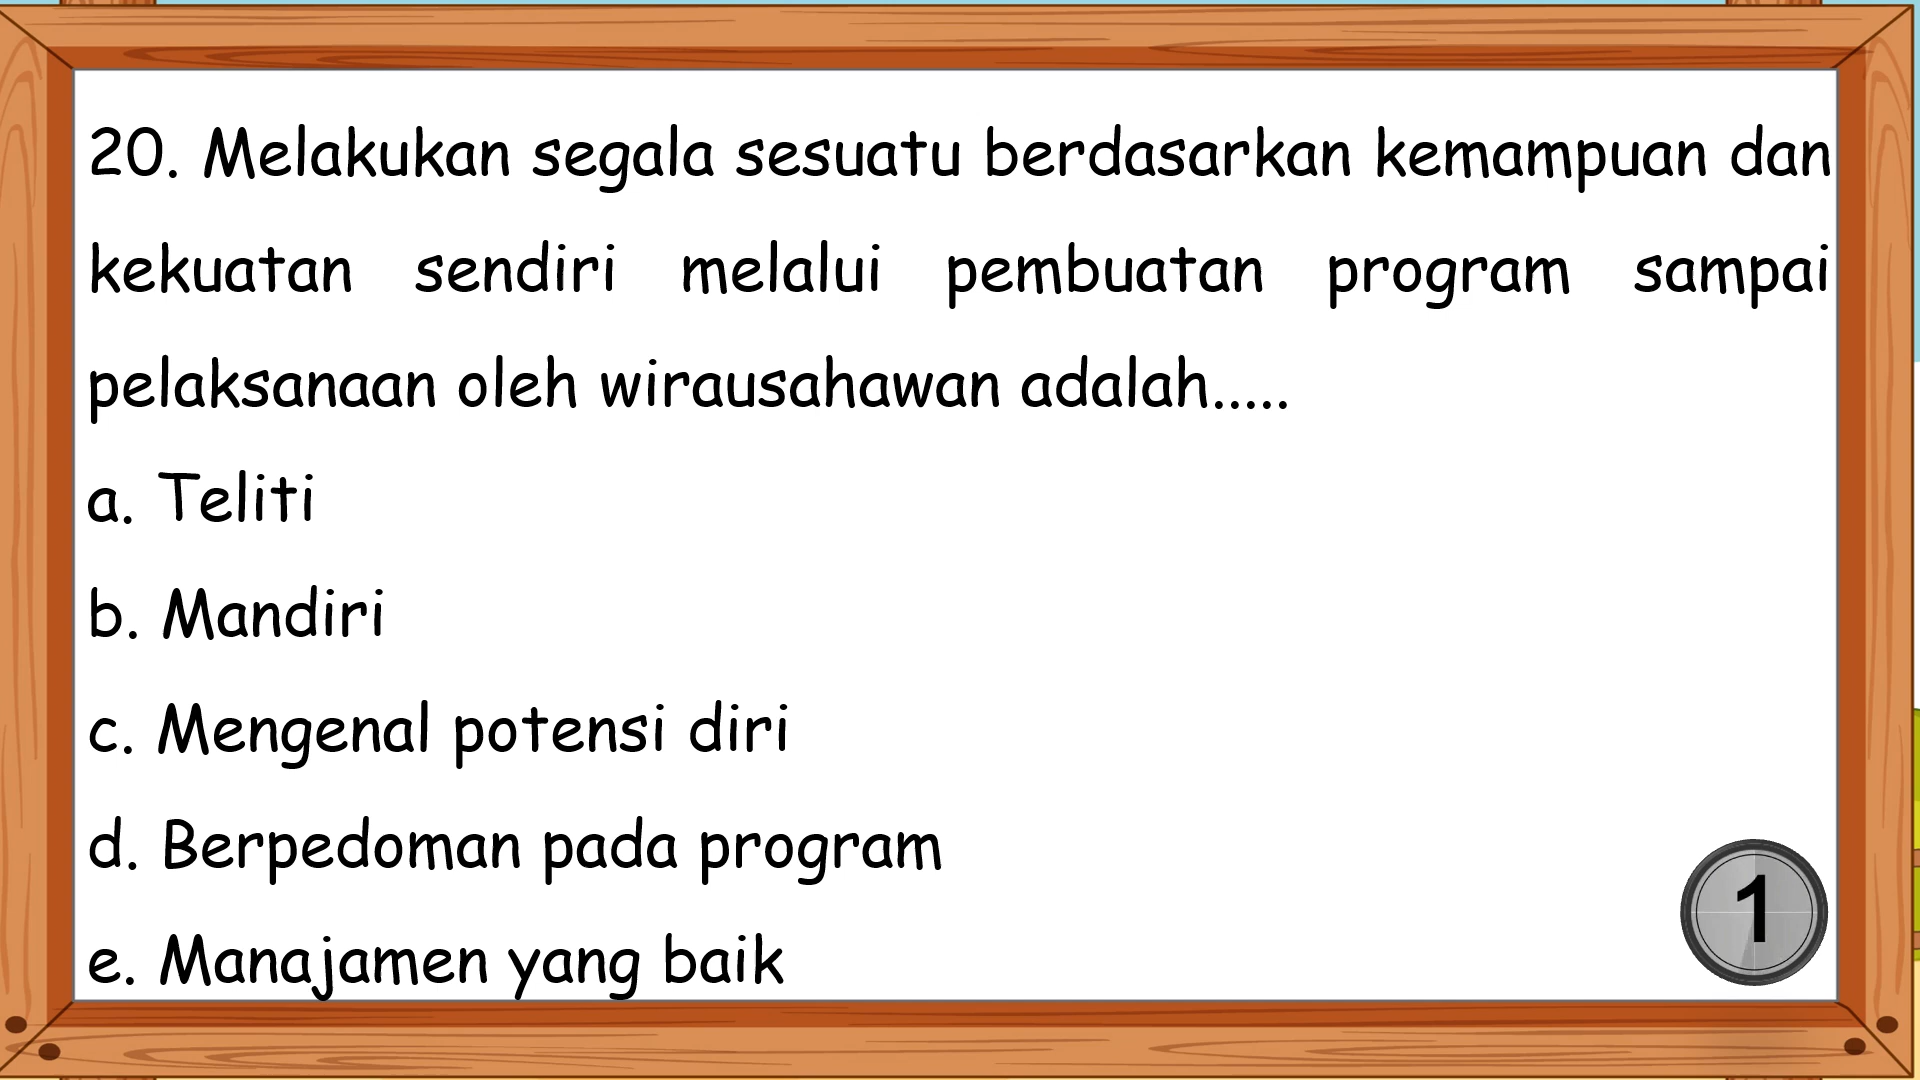 20. Melakukan segala sesuatu berdasarkan kemampuan dan
kekuatan sendiri melalui pembuatan program sampai
pelaksanaan oleh wirausahawan adalah.....
a. Teliti
b. Mandiri
c. Mengenal potensi diri
d. Berpedoman pada program
e. Manajamen yang baik
1